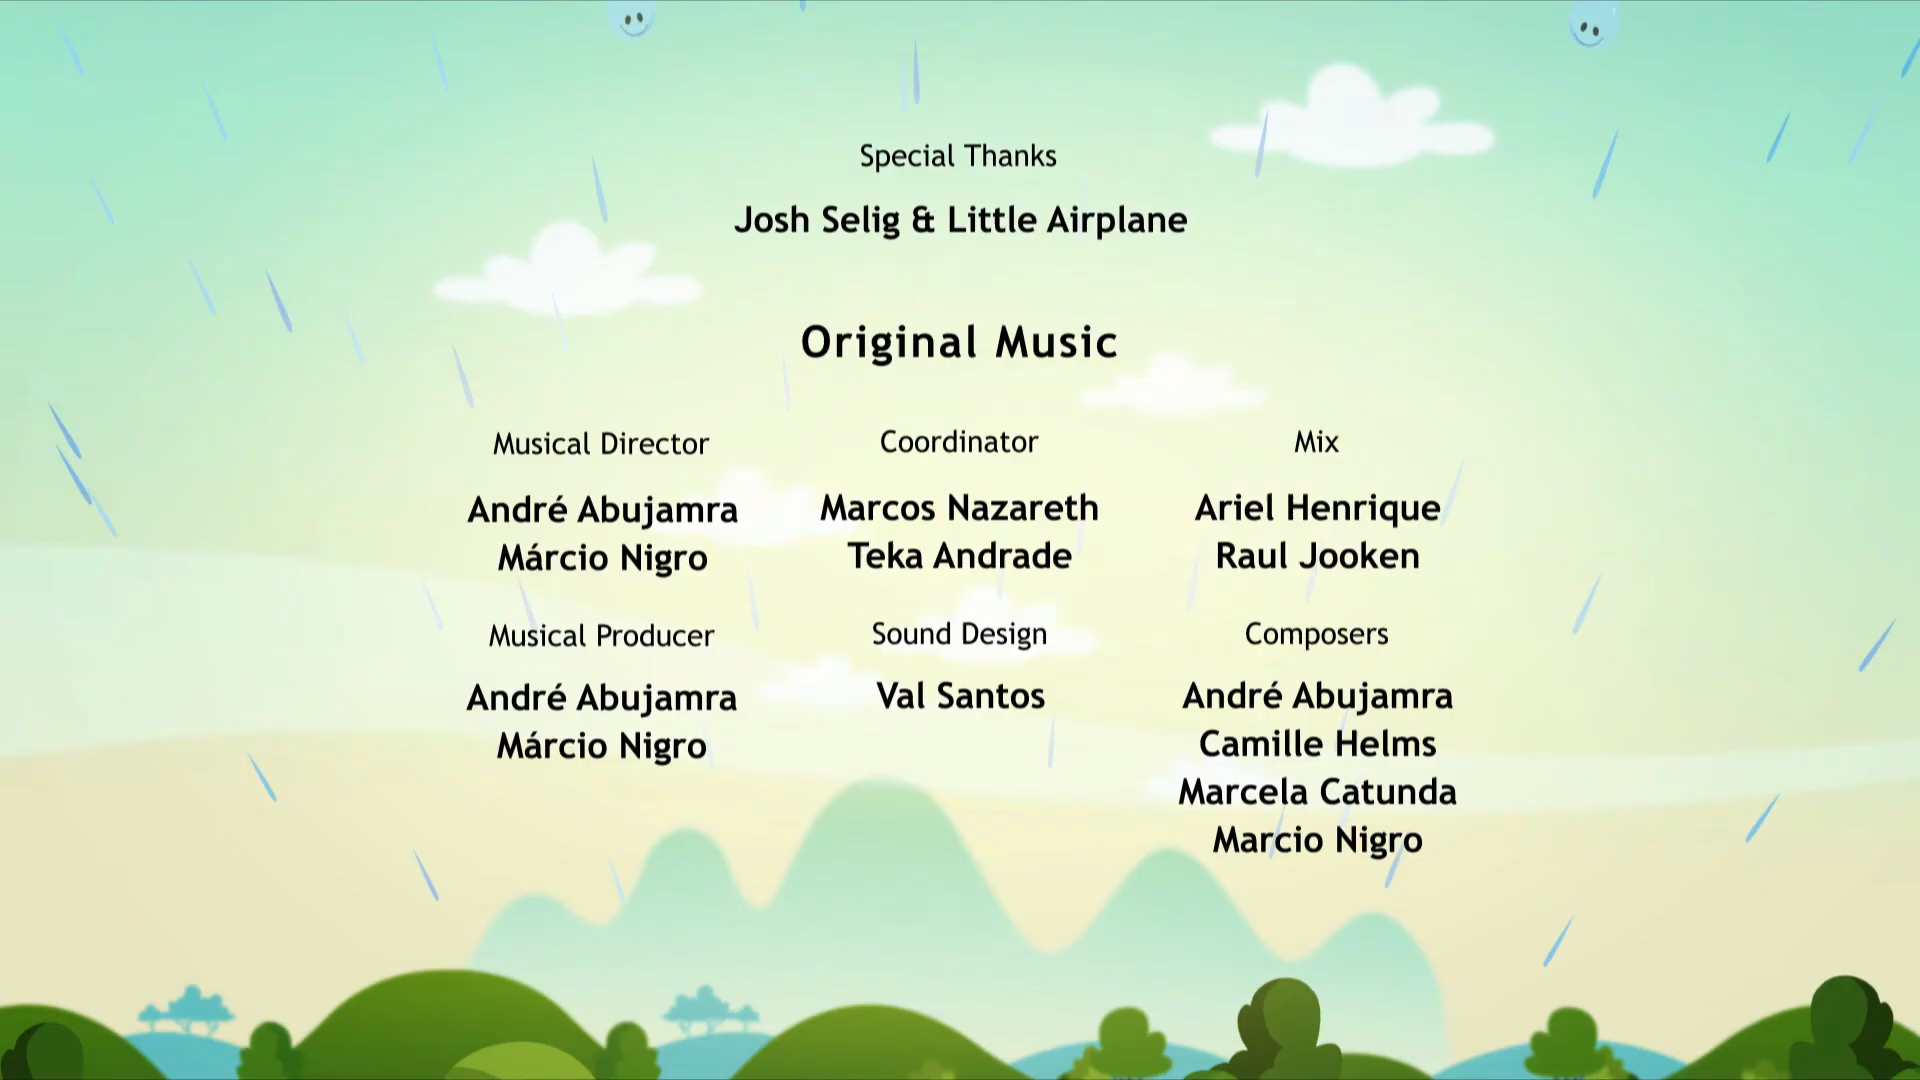 Special Thanks
Josh Selig & Little Airplane
Original Music
Musical Director
André Abujamra
Márcio Nigro
Coordinator
Marcos Nazareth
Teka Andrade
Mix
Ariel Henrique
Raul Jooken
Musical Producer
André Abujamra
Márcio Nigro
Sound Design
Val Santos
Composers
André Abujamra
Camille Helms
Marcela Catunda
Marcio Nigro